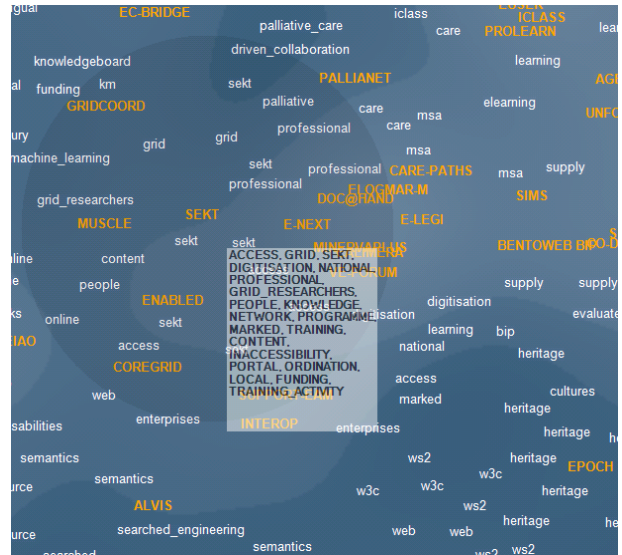 EC-BRIDGE
iclass
ICLASS
palliative_care
care
PROLEARN
driven_collaboration
knowledgeboard
learning
PALLIANET
funding
km
sekt
GRIDCOORD
palliative
care
elearning
professional
care
msa
grid
grid
msa
machine_learning
sekt
professional
CARE-PATHS
msa
supply
professional
ELOGMAR-M
DOC@HAND
SIMS
grid_researchers
SEKT
MUSCLE
E-NEXT
E-LEGI
sekt
sekt
BENTOWEB
ACCESS, GRID, SEKT,
DIGITISATION, NATIONAL,
PROFESSIONAL,
GRID_RESEARCHERS,
PEOPLE, KNOWLEDGE,
NETWORK, PROGRAMME,
MARKED, TRAINING,
CONTENT,
INACCESSIBILITY,
PORTAL, ORDINATION,
LOCAL, FUNDING,
TRAINING_ACTIVITY
content
people
supply
supply
ENABLED
digitisation
online
sekt
learning
bip
evaluate
access
national
heritage
COREGRID
access
web
marked
cultures
heritage
enterprises
INTEROP
enterprises
heritage
semantics
ws2
heritage
EPOCH
semantics
w3c
w3c
w3c
heritage
ALVIS
ws2
searched_engineering
web
web
heritage
semantics
ws2
ws2